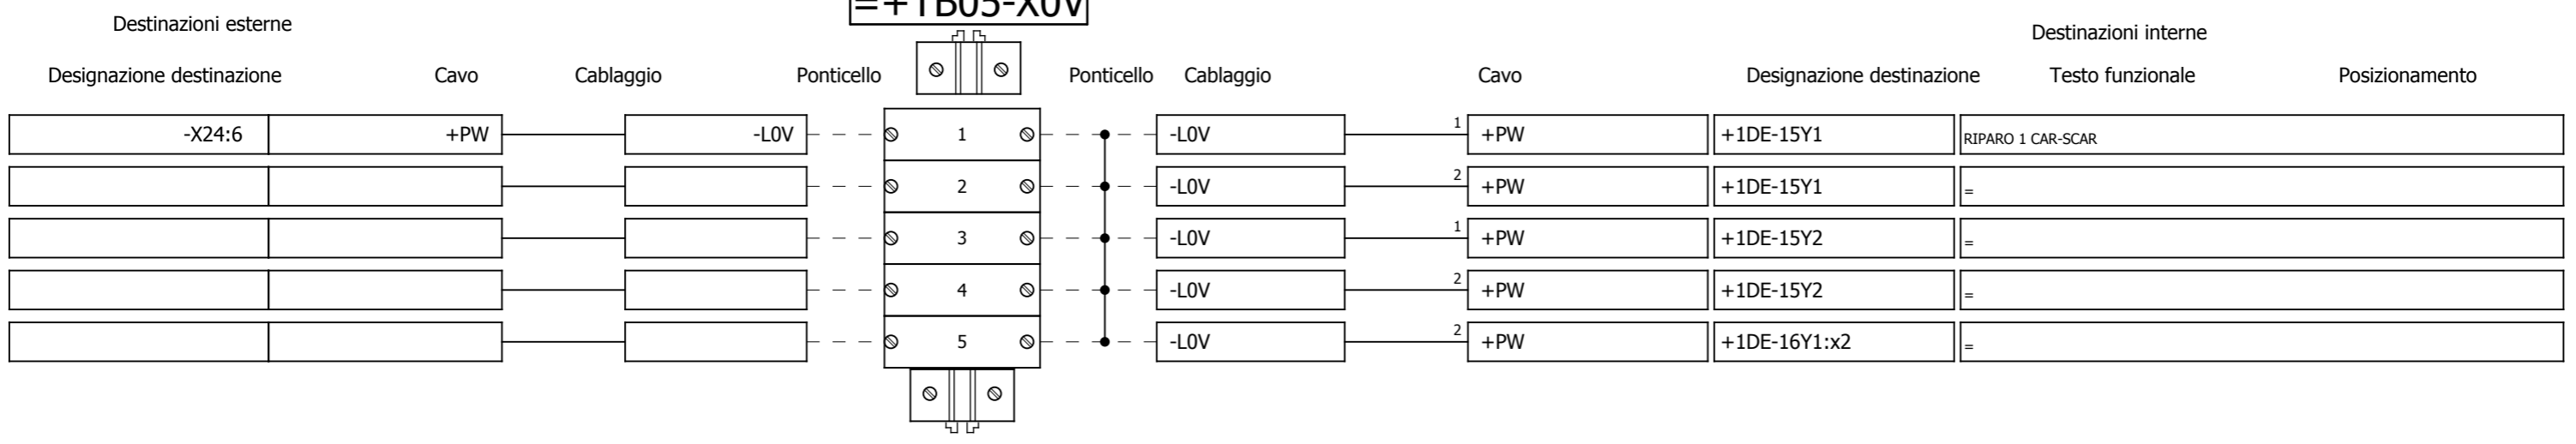 =+TB05-X0V
Destinazioni esterne
Destinazioni interne
Designazione destinazione Cavo Cablaggio Ponticello Ponticello Cablaggio Cavo Designazione destinazione Testo funzionale Posizionamento
-X24:6 +PW -L0V 1 -L0V 1 +PW +1DE-15Y1 RIPARO 1 CAR-SCAR
2 -L0V 2 +PW +1DE-15Y1 =
3 -L0V 1 +PW +1DE-15Y2 =
4 -L0V 2 +PW +1DE-15Y2 =
5 -L0V 2 +PW +1DE-16Y1:x2 =